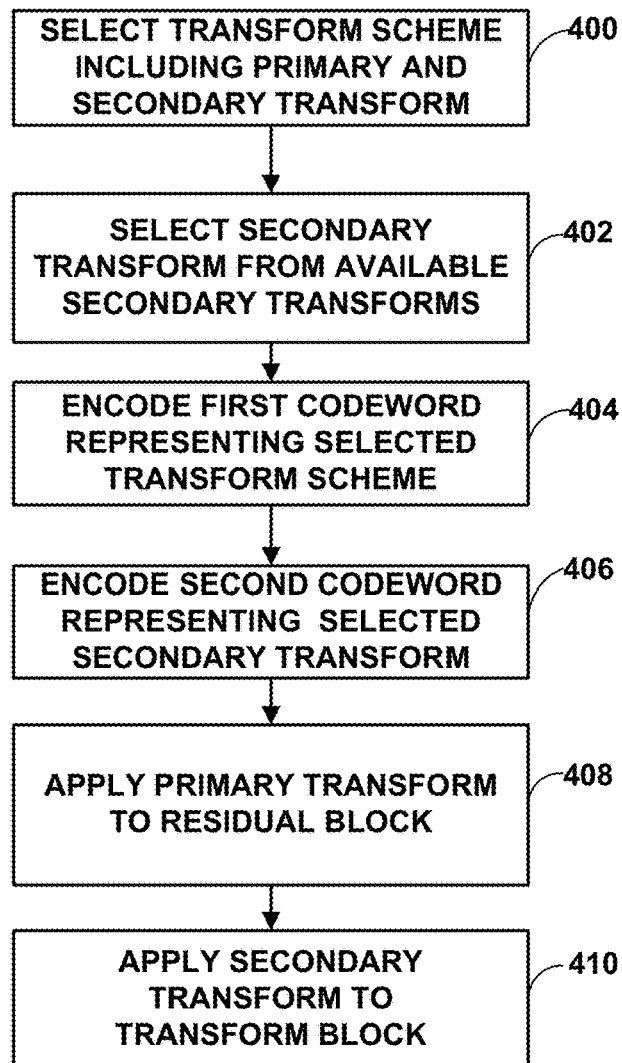 SELECT TRANSFORM SCHEME
INCLUDING PRIMARY AND
SECONDARY TRANSFORM
400
SELECT SECONDARY
TRANSFORM FROM AVAILABLE
SECONDARY TRANSFORMS
402
ENCODE FIRST CODEWORD
REPRESENTING SELECTED
TRANSFORM SCHEME
404
ENCODE SECOND CODEWORD
REPRESENTING SELECTED
SECONDARY TRANSFORM
406
APPLY PRIMARY TRANSFORM
TO RESIDUAL BLOCK
408
APPLY SECONDARY
TRANSFORM TO
TRANSFORM BLOCK
410